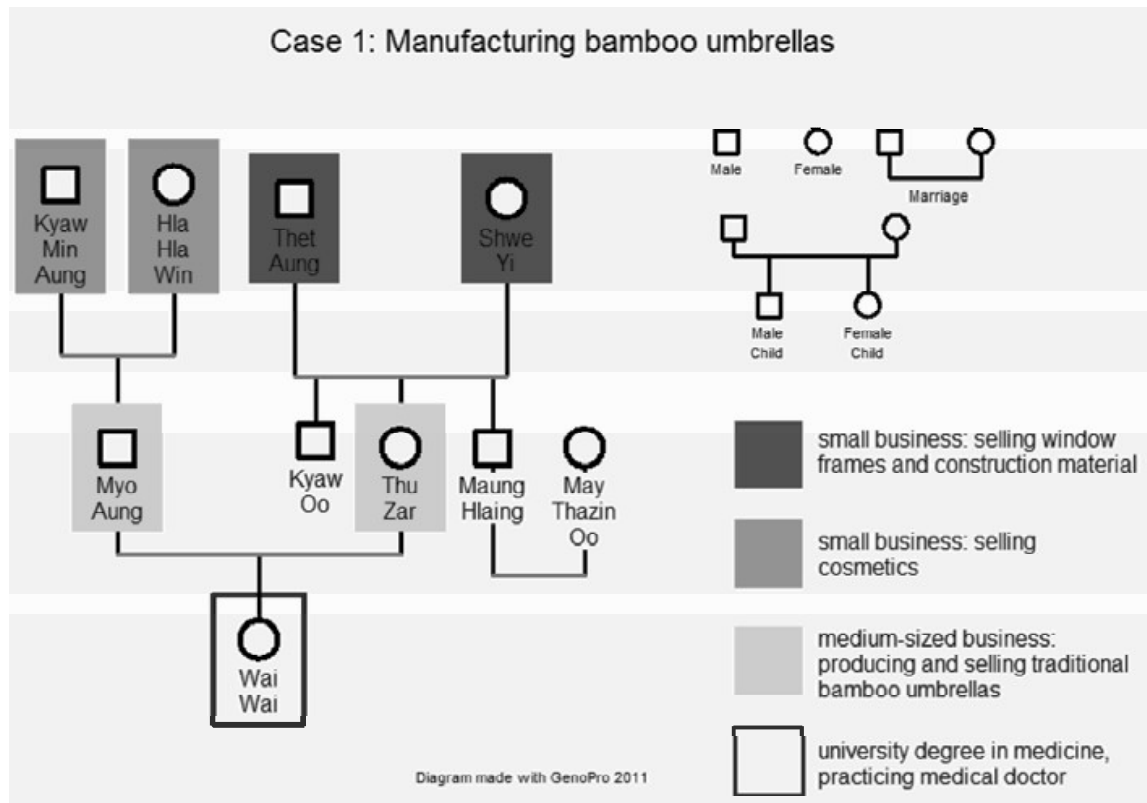 Case 1: Manufacturing bamboo umbrellas
Male
Female
Marriage
Male
Child
Female
Child
Kyaw
Min
Aung
Hla
Hla
Win
Thet
Aung
Shwe
Yi
Myo
Aung
Kyaw
Oo
Thu
Zar
Maung
Hlaing
May
Thazin
Oo
Wai
Wai
small business: selling window
frames and construction material
small business: selling
cosmetics
medium-sized business:
producing and selling traditional
bamboo umbrellas
university degree in medicine,
practicing medical doctor
Diagram made with GenoPro 2011